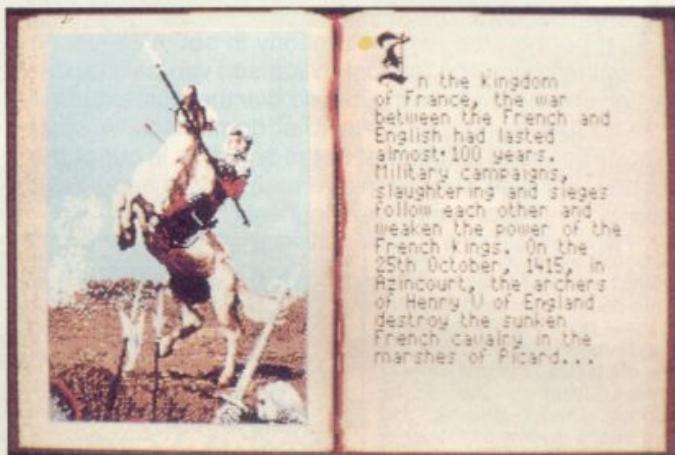 In the Kingdom
of France, the war
between the French and
English had lasted
almost 100 years.
Military campaigns,
slaughtering and sieges
follow each other and
weaken the power of the
French Kings. On the
25th October, 1415, in
Azincourt, the archers
of Henry V of England
destroy the sunken
French cavalry in the
marshes of Picard...